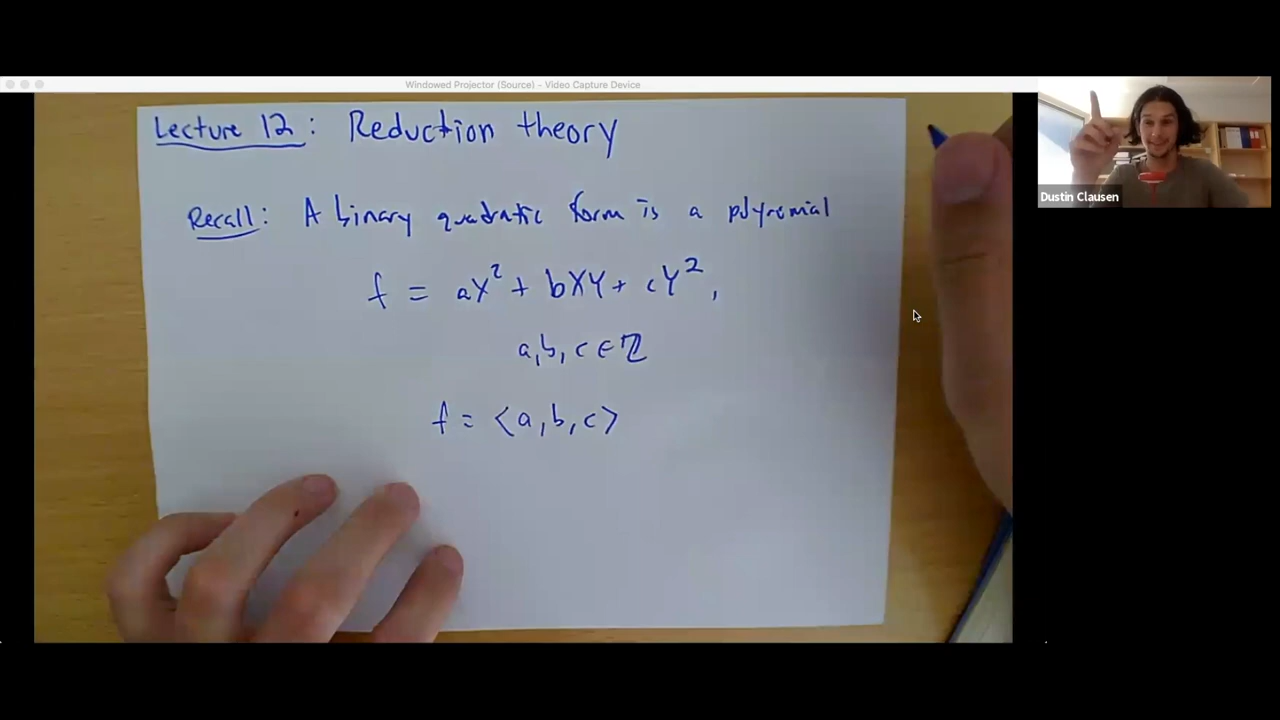 Windowed Projector (Source) - Video Capture Device
Lecture 12: Reduction theory
Recall: A binary quadratic form is a polynomial
f = aX² + bXY + cY²,
a, b, c ∈ ℤ
f = <a, b, c>
Dustin Clausen